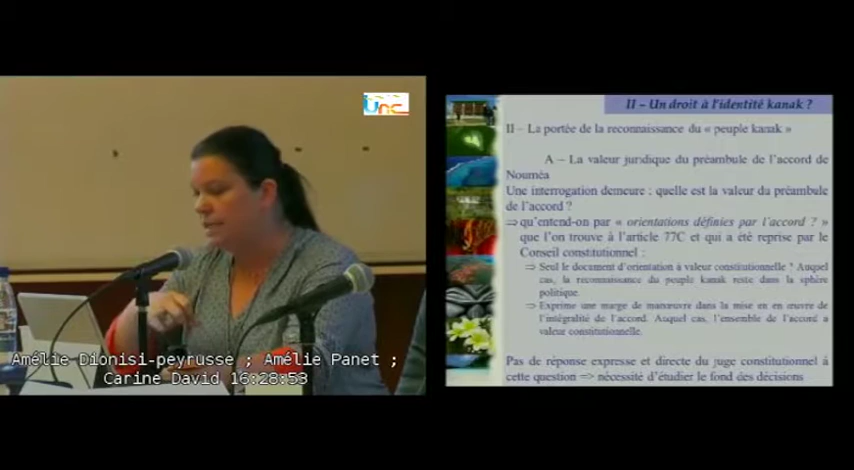 Unc
Amélie Dionisi-peyrusse ; Amélie Panet ;
Carine David 16:28:53
II – Un droit à l'identité kanak ?
II – La portée de la reconnaissance du « peuple kanak »
A – La valeur juridique du préambule de l'accord de
Nouméa
Une interrogation demeure : quelle est la valeur du préambule
de l'accord ?
⇒ qu'entend-on par « orientations définies par l'accord ? »
que l'on trouve à l'article 77C et qui a été reprise par le
Conseil constitutionnel :
⇒ Seul le document d'orientation à valeur constitutionnelle ? Auquel
cas, la reconnaissance du peuple kanak reste dans la sphère
politique.
⇒ Exprime une marge de manœuvre dans la mise en en œuvre de
l'intégralité de l'accord. Auquel cas, l'ensemble de l'accord a
valeur constitutionnelle.
Pas de réponse expresse et directe du juge constitutionnel à
cette question => nécessité d'étudier le fond des décisions